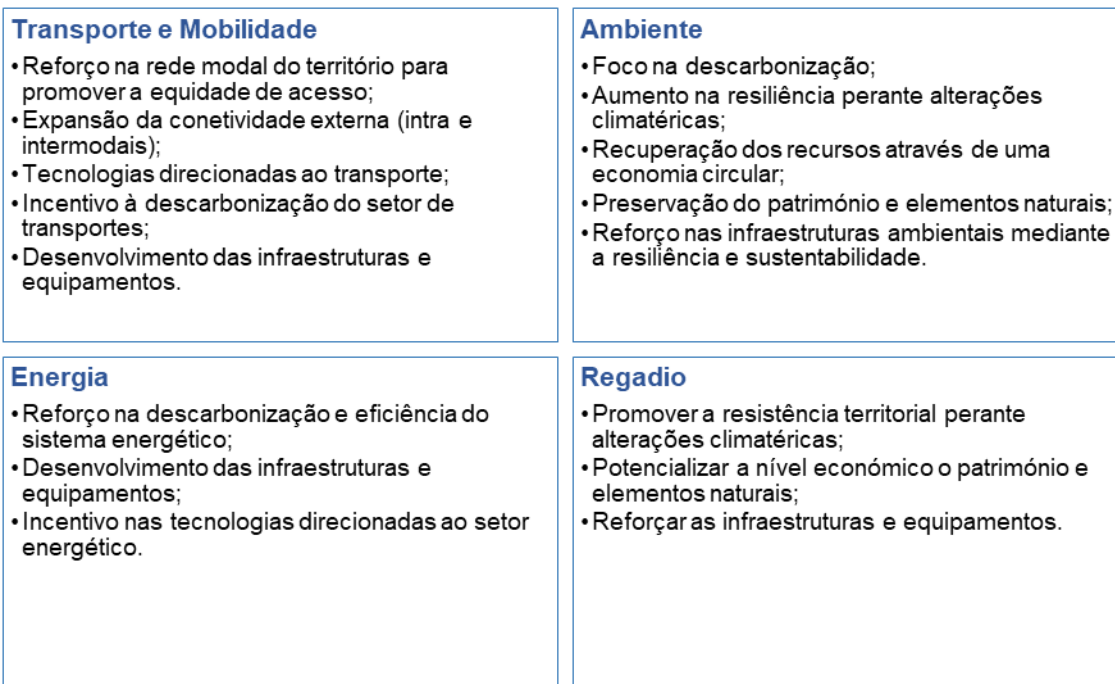 Transporte e Mobilidade
•Reforço na rede modal do território para
promover a equidade de acesso;
•Expansão da conetividade externa (intra e
intermodais);
•Tecnologias direcionadas ao transporte;
•Incentivo à descarbonização do setor de
transportes;
•Desenvolvimento das infraestruturas e
equipamentos.
Ambiente
•Foco na descarbonização;
•Aumento na resiliência perante alterações
climatéricas;
•Recuperação dos recursos através de uma
economia circular;
•Preservação do património e elementos naturais;
•Reforço nas infraestruturas ambientais mediante
a resiliência e sustentabilidade.
Energia
•Reforço na descarbonização e eficiência do
sistema energético;
•Desenvolvimento das infraestruturas e
equipamentos;
•Incentivo nas tecnologias direcionadas ao setor
energético.
Regadio
•Promover a resistência territorial perante
alterações climatéricas;
•Potencializar a nível económico o património e
elementos naturais;
•Reforçar as infraestruturas e equipamentos.